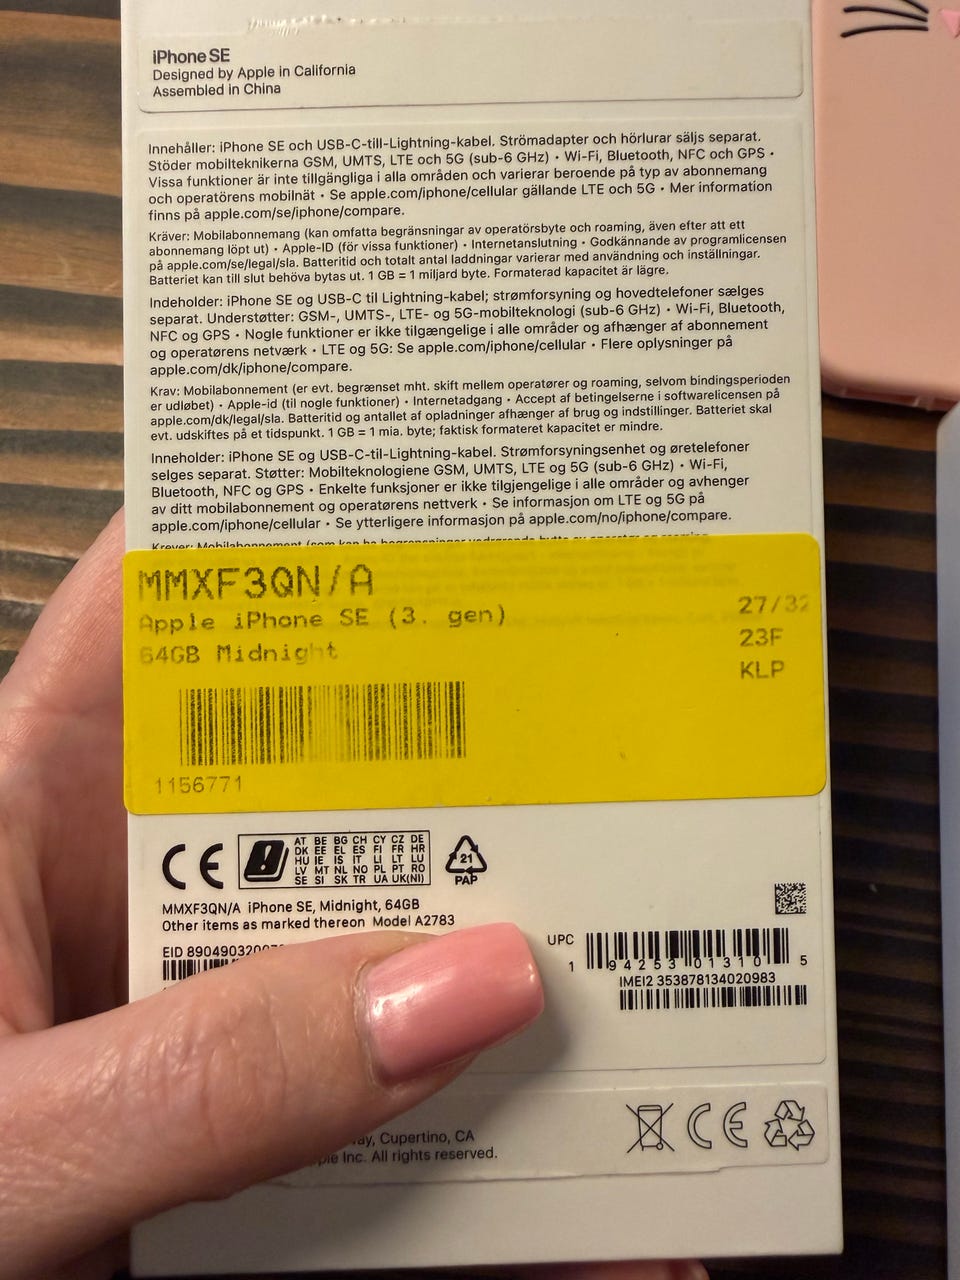 iPhone SE
Designed by Apple in California
Assembled in China
Innehåller: iPhone SE och USB-C-till-Lightning-kabel. Strömadapter och hörlurar säljs separat.
Stöder mobilteknikerna GSM, UMTS, LTE och 5G (sub-6 GHz) • Wi-Fi, Bluetooth, NFC och GPS •
Vissa funktioner är inte tillgängliga i alla områden och varierar beroende på typ av abonnemang
och operatörens mobilnät • Se apple.com/iphone/cellular gällande LTE och 5G • Mer information
finns på apple.com/se/iphone/compare.
Kräver: Mobilabonnemang (kan omfatta begränsningar av operatörsbyte och roaming, även efter att ett
abonnemang löpt ut) • Apple-ID (för vissa funktioner) • Internetanslutning • Godkännande av programlicensen
på apple.com/se/legal/sla. Batteritid och totalt antal laddningar varierar med användning och inställningar.
Batteriet kan till slut behöva bytas ut. 1 GB = 1 miljard byte. Formaterad kapacitet är lägre.
Indeholder: iPhone SE og USB-C til Lightning-kabel; strømforsyning og hovedtelefoner sælges
separat. Understøtter: GSM-, UMTS-, LTE- og 5G-mobilteknologi (sub-6 GHz) • Wi-Fi, Bluetooth,
NFC og GPS • Nogle funktioner er ikke tilgængelige i alle områder og afhænger af abonnement
og operatørens netværk • LTE og 5G: Se apple.com/iphone/cellular • Flere oplysninger på
apple.com/dk/iphone/compare.
Krav: Mobilabonnement (er evt. begrænset mht. skift mellem operatører og roaming, selvom bindingsperioden
er udløbet) • Apple-id (til nogle funktioner) • Internetadgang • Accept af betingelserne i softwarelicensen på
apple.com/dk/legal/sla. Batteritid og antallet af opladninger afhænger af brug og indstillinger. Batteriet skal
evt. udskiftes på et tidspunkt. 1 GB = 1 mia. byte; faktisk formateret kapacitet er mindre.
Inneholder: iPhone SE og USB-C-til-Lightning-kabel. Strømforsyningsenhet og øretelefoner
selges separat. Støtter: Mobilteknologiene GSM, UMTS, LTE og 5G (sub-6 GHz) • Wi-Fi,
Bluetooth, NFC og GPS • Enkelte funksjoner er ikke tilgjengelige i alle områder og avhenger
av ditt mobilabonnement og operatørens nettverk • Se informasjon om LTE og 5G på
apple.com/iphone/cellular • Se ytterligere informasjon på apple.com/no/iphone/compare.
Krever: Mobilabonnement (som kan ha begrensninger vedrørende bytte av operatør og roaming
MMXF3QN/A
Apple iPhone SE (3. gen)
64GB Midnight
27/32
23F
KLP
1156771
CE
AT BE BG CH CY CZ DE
DK EE EL ES FI FR HR
HU IE IS IT LI LT LU
LV MT NL NO PL PT RO
SE SI SK TR UA UK(NI)
21
PAP
MMXF3QN/A iPhone SE, Midnight, 64GB
Other items as marked thereon Model A2783
EID
UPC
1 94253 01310 5
IMEI2 353878134020983
Cupertino, CA
Inc. All rights reserved.
CE